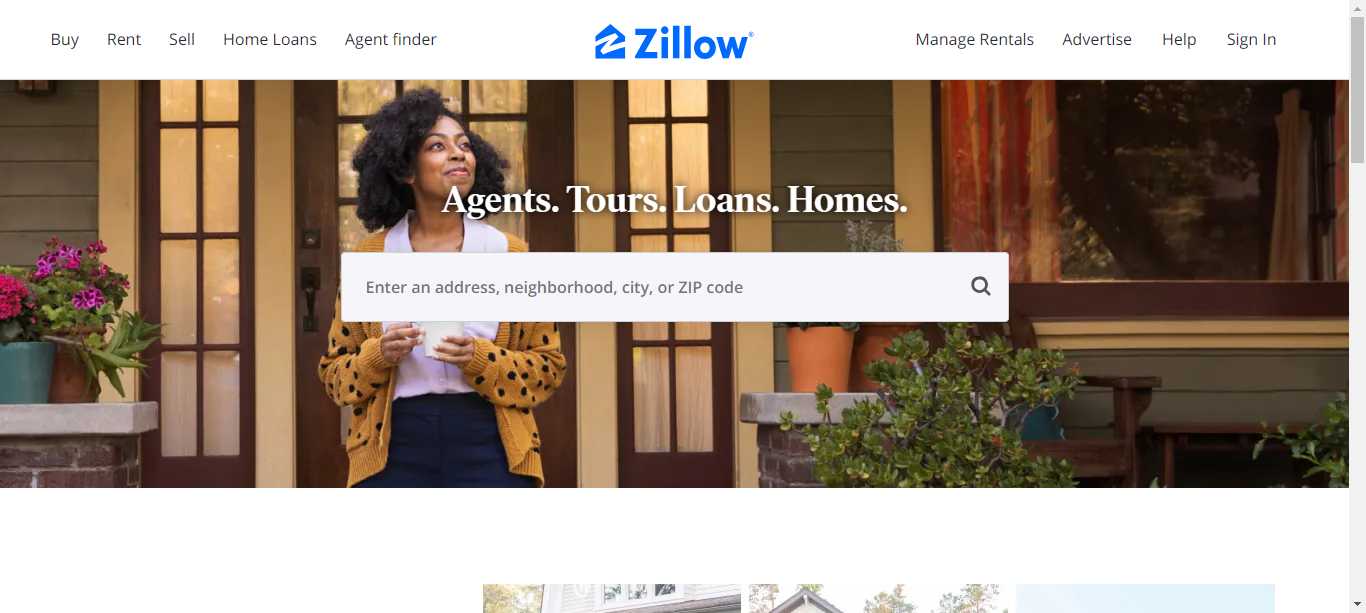 Buy Rent Sell Home Loans Agent finder Zillow® Manage Rentals Advertise Help Sign In
Agents. Tours. Loans. Homes.
Enter an address, neighborhood, city, or ZIP code